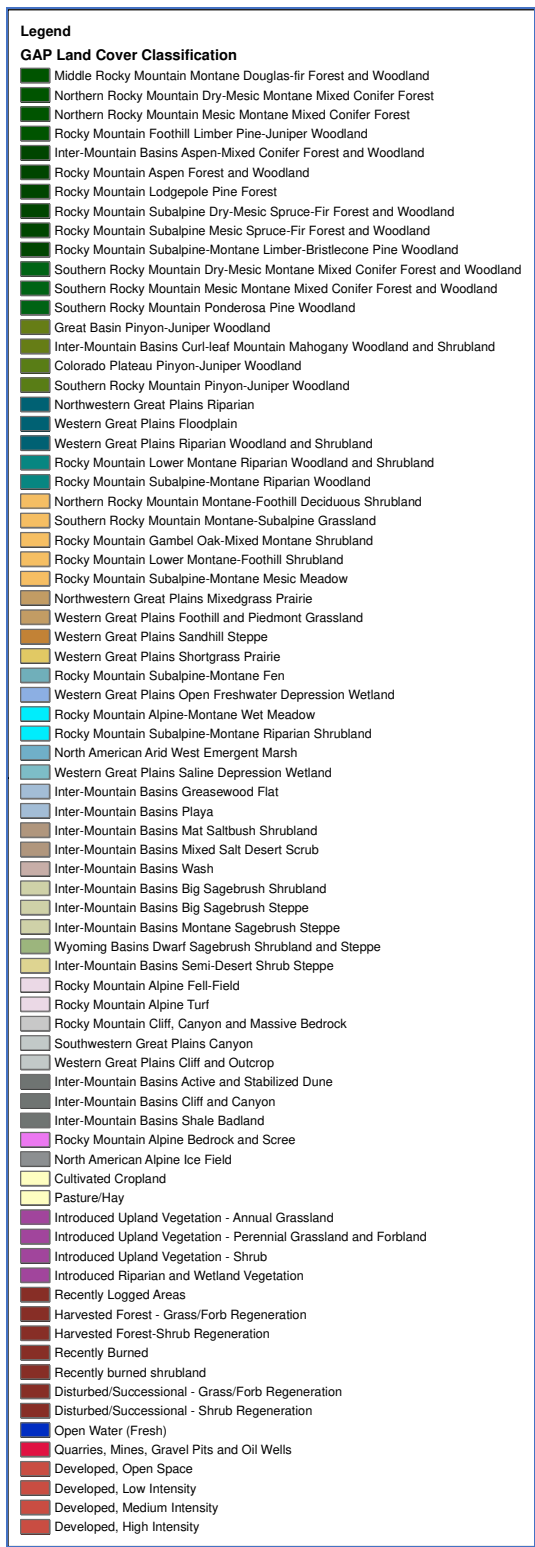 Legend
GAP Land Cover Classification
Middle Rocky Mountain Montane Douglas-fir Forest and Woodland
Northern Rocky Mountain Dry-Mesic Montane Mixed Conifer Forest
Northern Rocky Mountain Mesic Montane Mixed Conifer Forest
Rocky Mountain Foothill Limber Pine-Juniper Woodland
Inter-Mountain Basins Aspen-Mixed Conifer Forest and Woodland
Rocky Mountain Aspen Forest and Woodland
Rocky Mountain Lodgepole Pine Forest
Rocky Mountain Subalpine Dry-Mesic Spruce-Fir Forest and Woodland
Rocky Mountain Subalpine Mesic Spruce-Fir Forest and Woodland
Rocky Mountain Subalpine-Montane Limber-Bristlecone Pine Woodland
Southern Rocky Mountain Dry-Mesic Montane Mixed Conifer Forest and Woodland
Southern Rocky Mountain Mesic Montane Mixed Conifer Forest and Woodland
Southern Rocky Mountain Ponderosa Pine Woodland
Great Basin Pinyon-Juniper Woodland
Inter-Mountain Basins Curl-leaf Mountain Mahogany Woodland and Shrubland
Colorado Plateau Pinyon-Juniper Woodland
Southern Rocky Mountain Pinyon-Juniper Woodland
Northwestern Great Plains Riparian
Western Great Plains Floodplain
Western Great Plains Riparian Woodland and Shrubland
Rocky Mountain Lower Montane Riparian Woodland and Shrubland
Rocky Mountain Subalpine-Montane Riparian Woodland
Northern Rocky Mountain Montane-Foothill Deciduous Shrubland
Southern Rocky Mountain Montane-Subalpine Grassland
Rocky Mountain Gambel Oak-Mixed Montane Shrubland
Rocky Mountain Lower Montane-Foothill Shrubland
Rocky Mountain Subalpine-Montane Mesic Meadow
Northwestern Great Plains Mixedgrass Prairie
Western Great Plains Foothill and Piedmont Grassland
Western Great Plains Sandhill Steppe
Western Great Plains Shortgrass Prairie
Rocky Mountain Subalpine-Montane Fen
Western Great Plains Open Freshwater Depression Wetland
Rocky Mountain Alpine-Montane Wet Meadow
Rocky Mountain Subalpine-Montane Riparian Shrubland
North American Arid West Emergent Marsh
Western Great Plains Saline Depression Wetland
Inter-Mountain Basins Greasewood Flat
Inter-Mountain Basins Playa
Inter-Mountain Basins Mat Saltbush Shrubland
Inter-Mountain Basins Mixed Salt Desert Scrub
Inter-Mountain Basins Wash
Inter-Mountain Basins Big Sagebrush Shrubland
Inter-Mountain Basins Big Sagebrush Steppe
Inter-Mountain Basins Montane Sagebrush Steppe
Wyoming Basins Dwarf Sagebrush Shrubland and Steppe
Inter-Mountain Basins Semi-Desert Shrub Steppe
Rocky Mountain Alpine Fell-Field
Rocky Mountain Alpine Turf
Rocky Mountain Cliff, Canyon and Massive Bedrock
Southwestern Great Plains Canyon
Western Great Plains Cliff and Outcrop
Inter-Mountain Basins Active and Stabilized Dune
Inter-Mountain Basins Cliff and Canyon
Inter-Mountain Basins Shale Badland
Rocky Mountain Alpine Bedrock and Scree
North American Alpine Ice Field
Cultivated Cropland
Pasture/Hay
Introduced Upland Vegetation - Annual Grassland
Introduced Upland Vegetation - Perennial Grassland and Forbland
Introduced Upland Vegetation - Shrub
Introduced Riparian and Wetland Vegetation
Recently Logged Areas
Harvested Forest - Grass/Forb Regeneration
Harvested Forest-Shrub Regeneration
Recently Burned
Recently burned shrubland
Disturbed/Successional - Grass/Forb Regeneration
Disturbed/Successional - Shrub Regeneration
Open Water (Fresh)
Quarries, Mines, Gravel Pits and Oil Wells
Developed, Open Space
Developed, Low Intensity
Developed, Medium Intensity
Developed, High Intensity